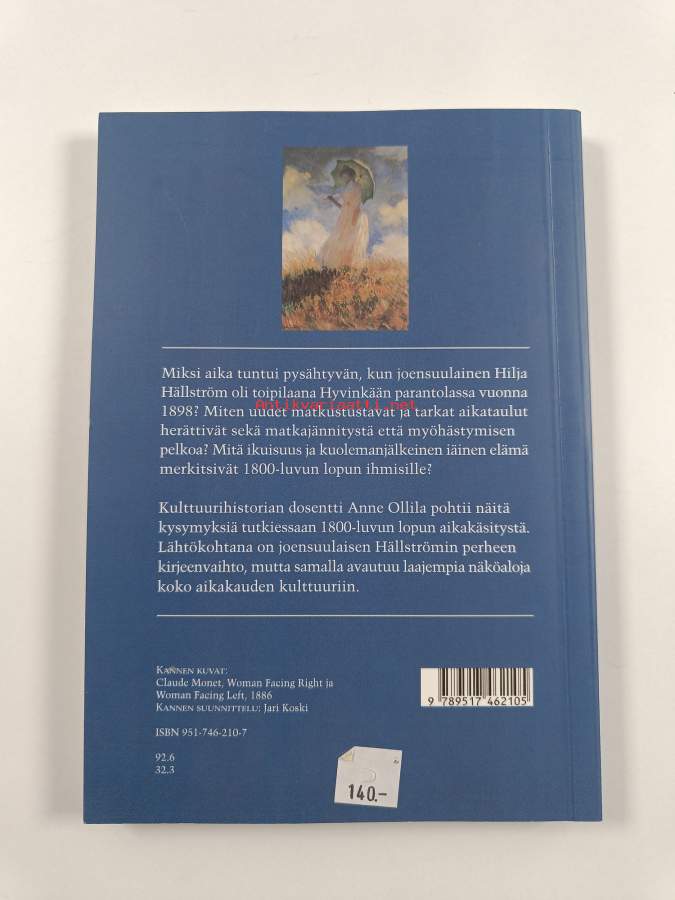 Miksi aika tuntui pysähtyvän, kun joensuulainen Hilja
Hällström oli toipilaana Hyvinkään parantolassa vuonna
1898? Miten uudet matkustustavat ja tarkat aikataulut
Antikvariaatti.net
herättivät sekä matkajännitystä että myöhästymisen
pelkoa? Mitä ikuisuus ja kuolemanjälkeinen iäinen elämä
merkitsivät 1800-luvun lopun ihmisille?
Kulttuurihistorian dosentti Anne Ollila pohtii näitä
kysymyksiä tutkiessaan 1800-luvun lopun aikakäsitystä.
Lähtökohtana on joensuulaisen Hällströmin perheen
kirjeenvaihto, mutta samalla avautuu laajempia näköaloja
koko aikakauden kulttuuriin.
KANNEN KUVAT:
Claude Monet, Woman Facing Right ja
Woman Facing Left, 1886
KANNEN SUUNNITTELU: Jari Koski
ISBN 951-746-210-7
92.6
32.3
9 789517 462105
140.-